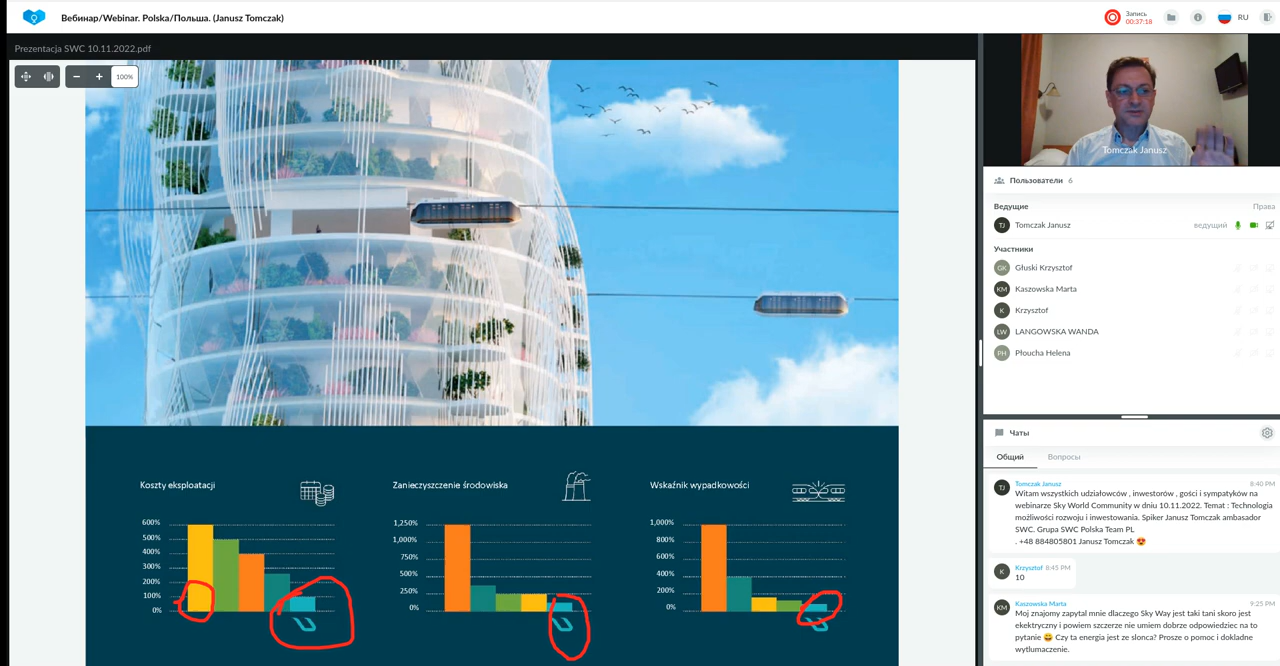 Вебинар/Webinar. Polska/Польша. (Janusz Tomczak)
Запись
00:37:18
RU
Prezentacja SWC 10.11.2022.pdf
100%
Tomczak Janusz
Пользователи 6
Ведущие
Права
TJ
Tomczak Janusz
ведущий
Участники
GK
Głuski Krzysztof
KM
Kaszowska Marta
K
Krzysztof
LW
LANGOWSKA WANDA
PH
Płoucha Helena
Чаты
Общий
Вопросы
TJ
Tomczak Janusz
8:40 PM
Witam wszystkich udziałowców , inwestorów , gości i sympatyków na
webinarze Sky World Community w dniu 10.11.2022. Temat : Technologia
możliwości rozwoju i inwestowania. Spiker Janusz Tomczak ambasador
SWC. Grupa SWC Polska Team PL
. +48 884805801 Janusz Tomczak 😍
K
Krzysztof 8:45 PM
10
KM
Kaszowska Marta
9:25 PM
Moj znajomy zapytal mnie dlaczego Sky Way jest taki tani skoro jest
ekektryczny i powiem szczerze nie umiem dobrze odpowiedziec na to
pytanie 😄 Czy ta energia jest ze slonca? Prosze o pomoc i dokladne
wytlumaczenie.
Koszty eksploatacji
600%
500%
400%
300%
200%
100%
0%
Zanieczyszczenie środowiska
1,250%
1,000%
750%
500%
250%
0%
Wskaźnik wypadkowości
1,000%
800%
600%
400%
200%
0%